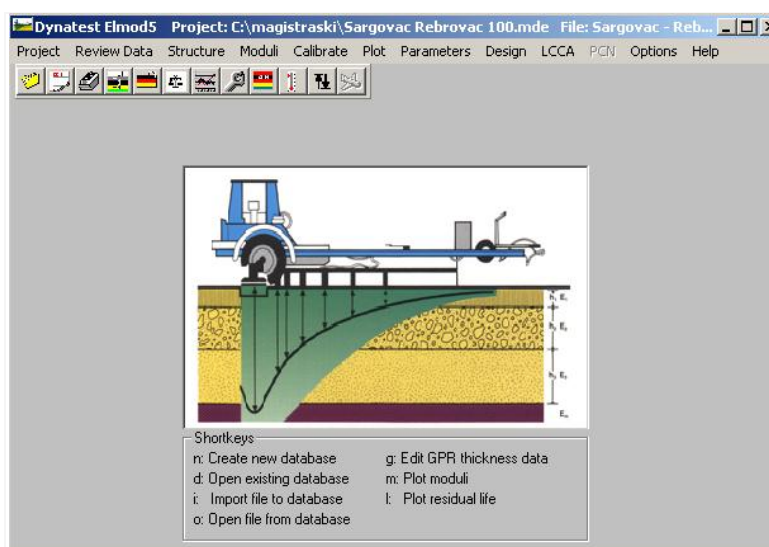 Dynatest Elmod5 Project: C:\magistraski\Sargovac Rebrovac 100.mde File: Sargovac - Reb...
Project Review Data Structure Moduli Calibrate Plot Parameters Design LCCA PCN Options Help
Shortkeys
n: Create new database
d: Open existing database
i: Import file to database
o: Open file from database
g: Edit GPR thickness data
m: Plot moduli
l: Plot residual life